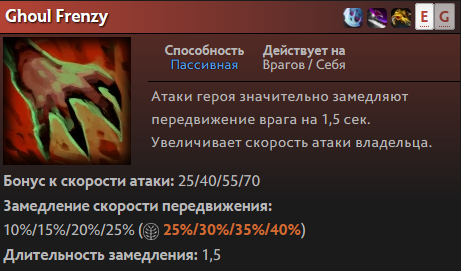 Ghoul Frenzy
E G
Способность Действует на
Пассивная Врагов / Себя
Атаки героя значительно замедляют
передвижение врага на 1,5 сек.
Увеличивает скорость атаки владельца.
Бонус к скорости атаки: 25/40/55/70
Замедление скорости передвижения:
10%/15%/20%/25% ( 25%/30%/35%/40%)
Длительность замедления: 1,5